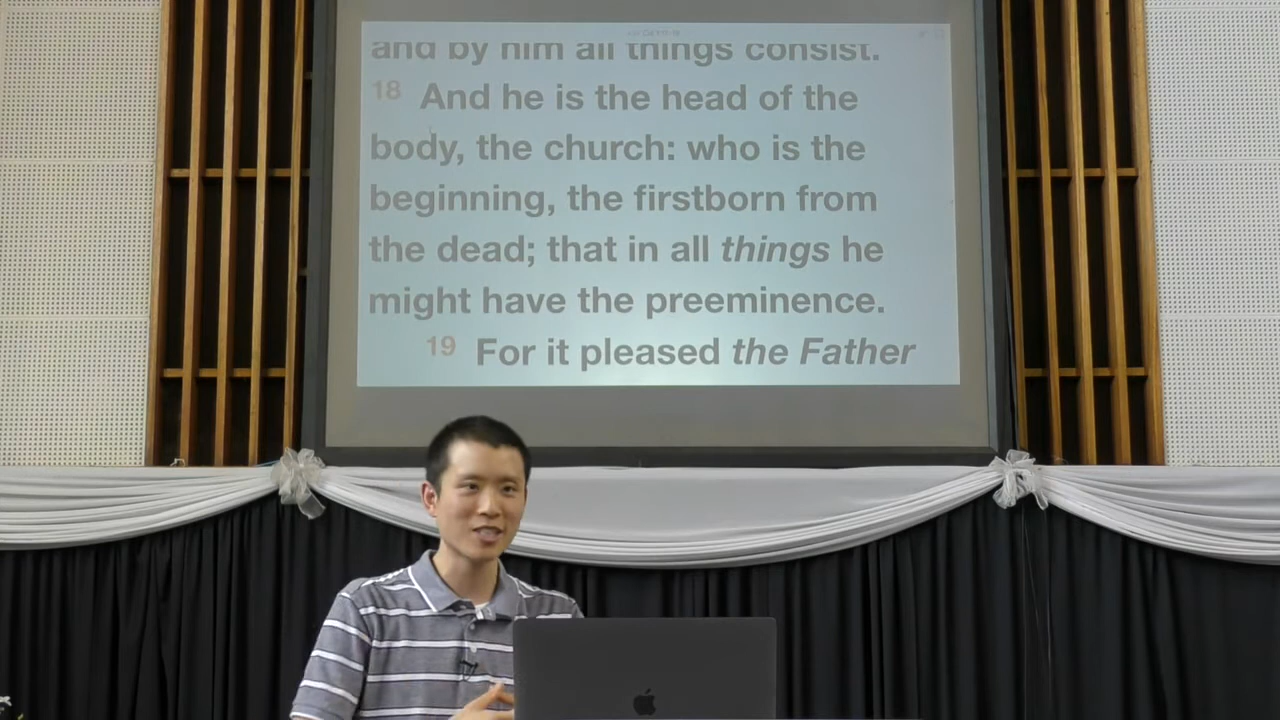 and by him all things consist.
18 And he is the head of the
body, the church: who is the
beginning, the firstborn from
the dead; that in all things he
might have the preeminence.
19 For it pleased the Father